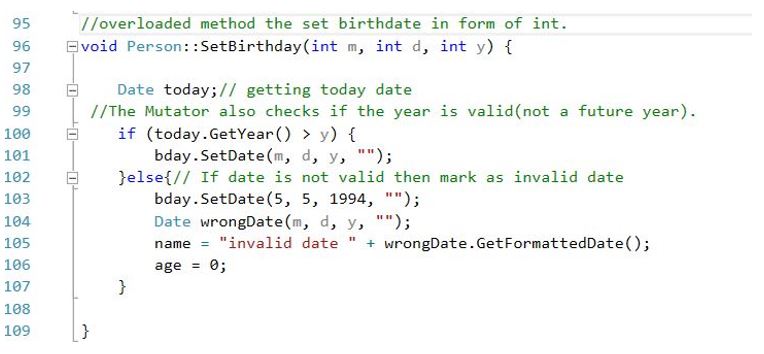 95 //overloaded method the set birthdate in form of int.
96 void Person::SetBirthday(int m, int d, int y) {
97
98 Date today;// getting today date
99 //The Mutator also checks if the year is valid(not a future year).
100 if (today.GetYear() > y) {
101 bday.SetDate(m, d, y, "");
102 }else{// If date is not valid then mark as invalid date
103 bday.SetDate(5, 5, 1994, "");
104 Date wrongDate(m, d, y, "");
105 name = "invalid date " + wrongDate.GetFormattedDate();
106 age = 0;
107 }
108
109 }